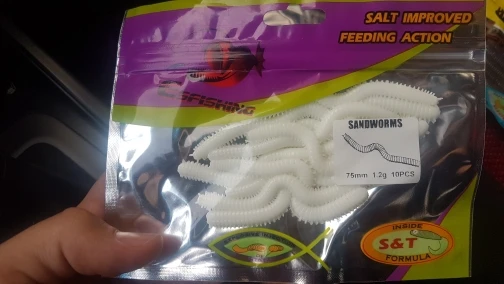 SALT IMPROVED
FEEDING ACTION
SANDWORMS
75mm 1.2g 10PCS
INSIDE
S&T
FORMULA